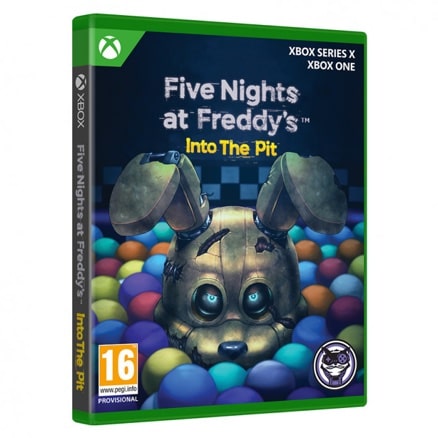 XBOX SERIES X
XBOX ONE
Five Nights
at Freddy's™
Into The Pit
XBOX
Five Nights at Freddy's™
Into The Pit
16
www.pegi.info
PROVISIONAL